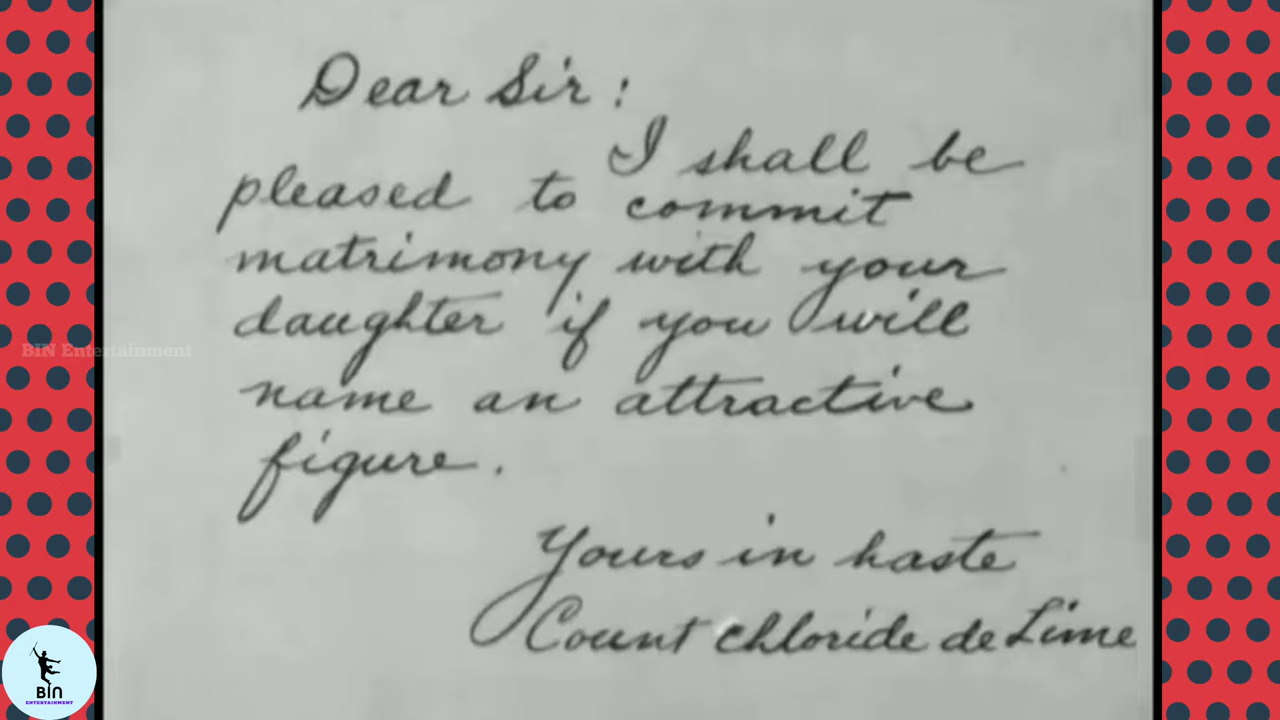 Dear Sir:
I shall be
pleased to commit
matrimony with your
daughter if you will
name an attractive
figure.
Yours in haste
Count Chloride de Lime
BIN Entertainment
BIN
ENTERTAINMENT